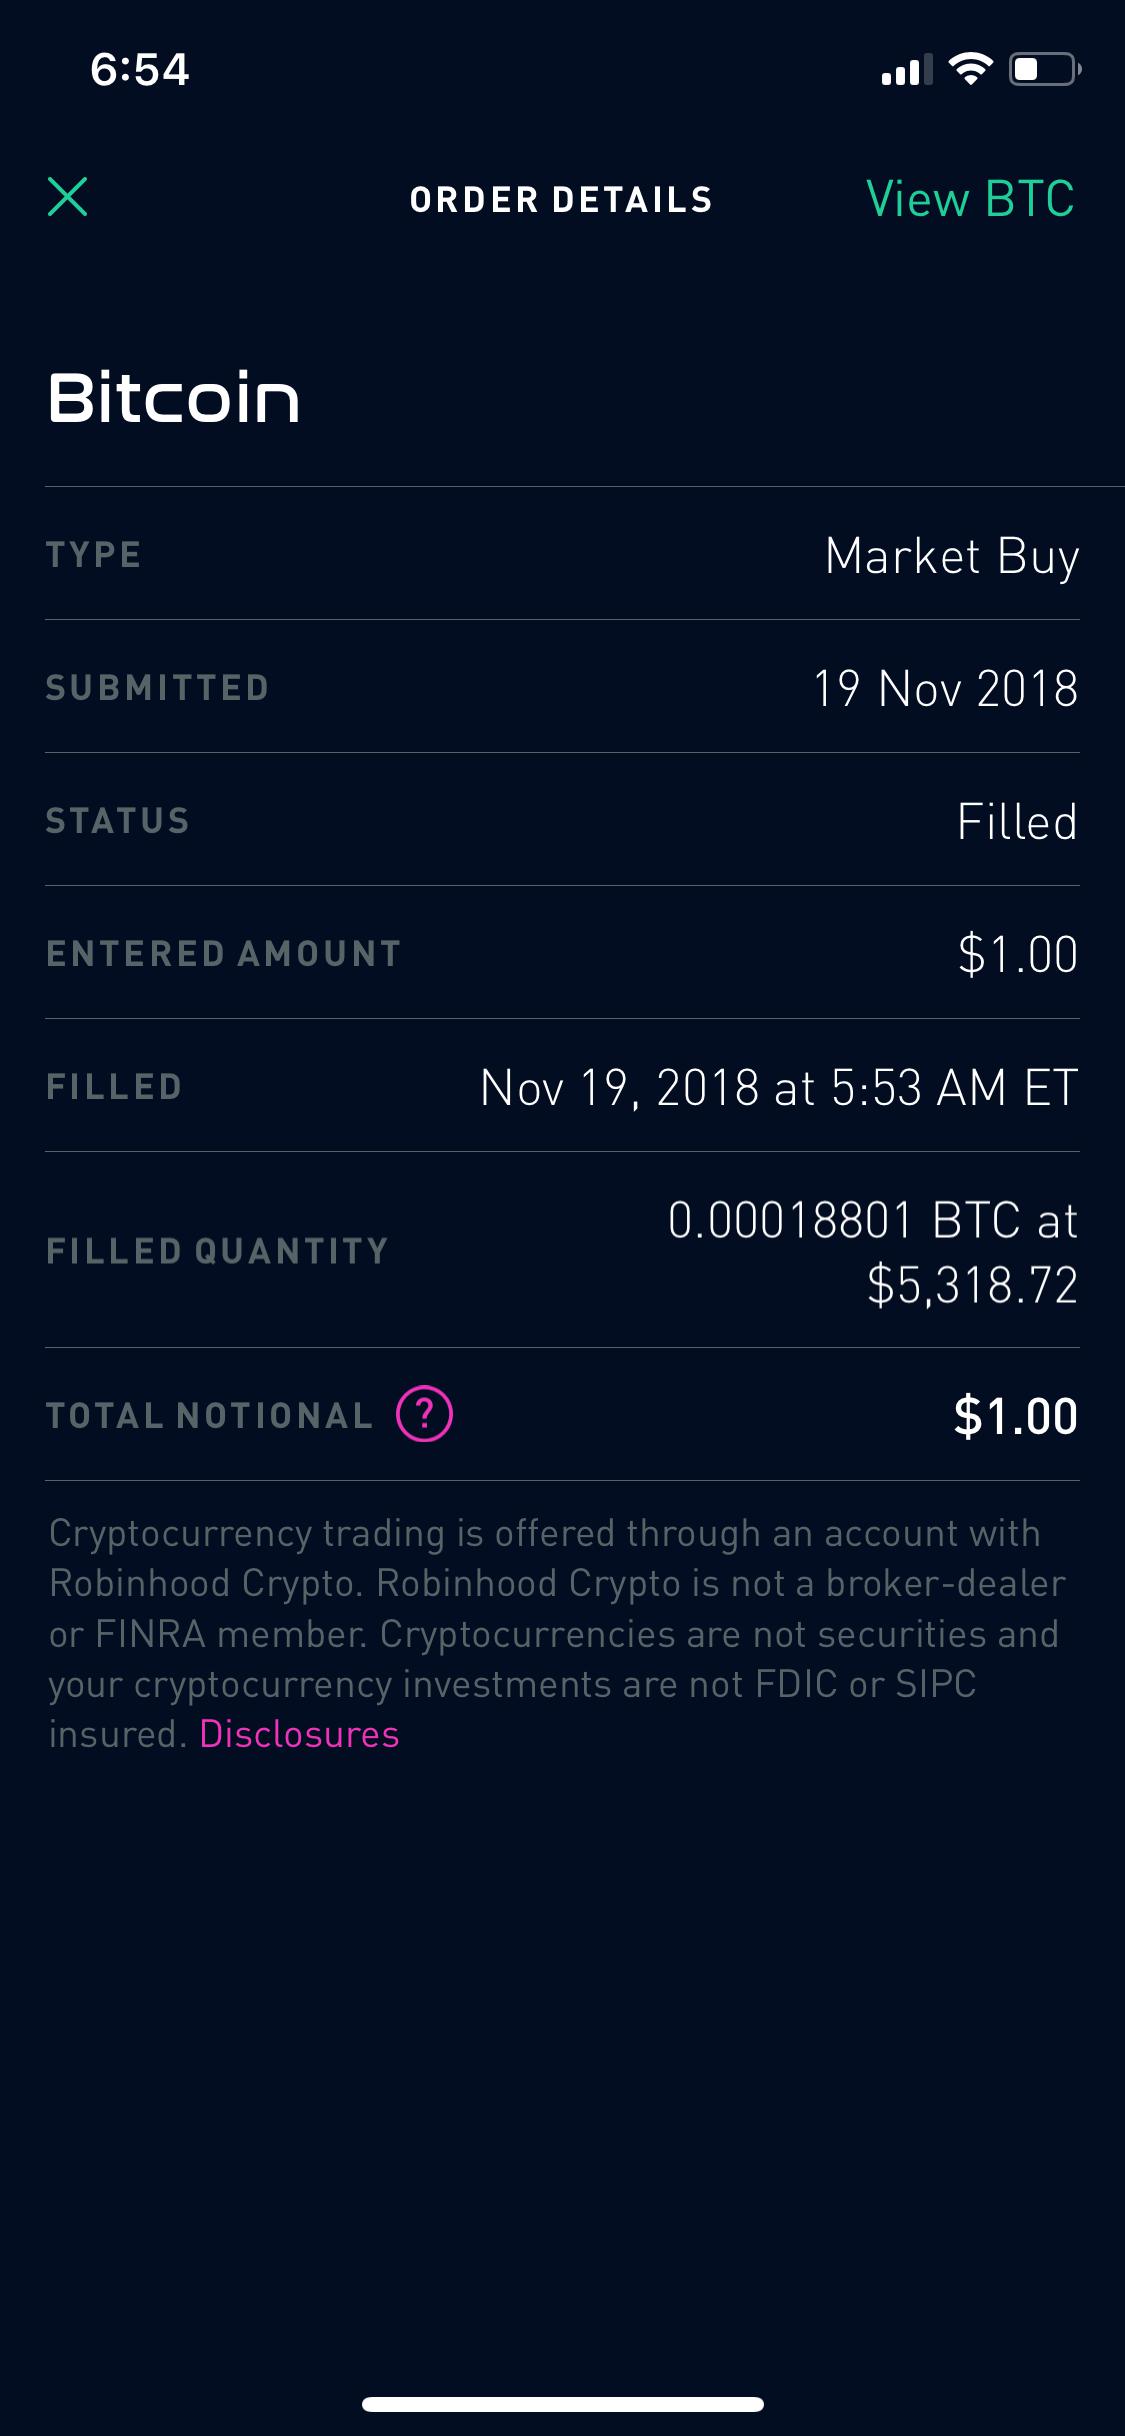 6:54
ORDER DETAILS
View BTC
Bitcoin
TYPE
Market Buy
SUBMITTED
19 Nov 2018
STATUS
Filled
ENTERED AMOUNT
$1.00
FILLED
Nov 19, 2018 at 5:53 AM ET
FILLED QUANTITY
0.00018801 BTC at
$5,318.72
TOTAL NOTIONAL ?
$1.00
Cryptocurrency trading is offered through an account with
Robinhood Crypto. Robinhood Crypto is not a broker-dealer
or FINRA member. Cryptocurrencies are not securities and
your cryptocurrency investments are not FDIC or SIPC
insured. Disclosures